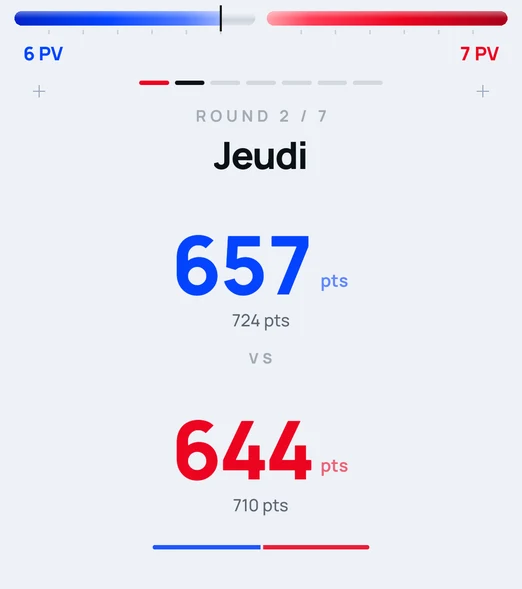 6 PV 7 PV
ROUND 2 / 7
Jeudi
657 pts
724 pts
VS
644 pts
710 pts